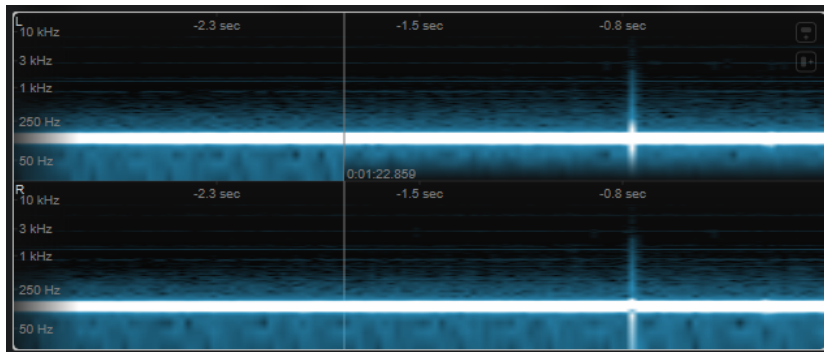 L
-2.3 sec -1.5 sec -0.8 sec
10 kHz
3 kHz
1 kHz
250 Hz
50 Hz
0:01:22.859
R
-2.3 sec -1.5 sec -0.8 sec
10 kHz
3 kHz
1 kHz
250 Hz
50 Hz